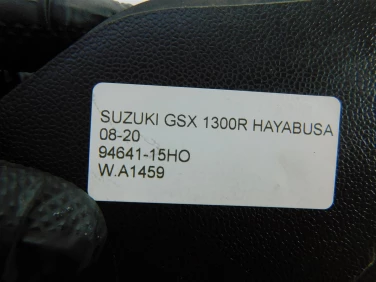 SUZUKI GSX 1300R HAYABUSA
08-20
94641-15HO
W.A1459